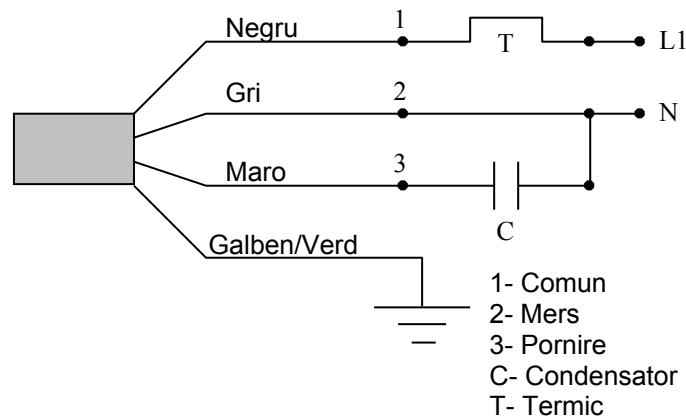 Negru
1
T
L1
Gri
2
N
Maro
3
C
Galben/Verd
1- Comun
2- Mers
3- Pornire
C- Condensator
T- Termic